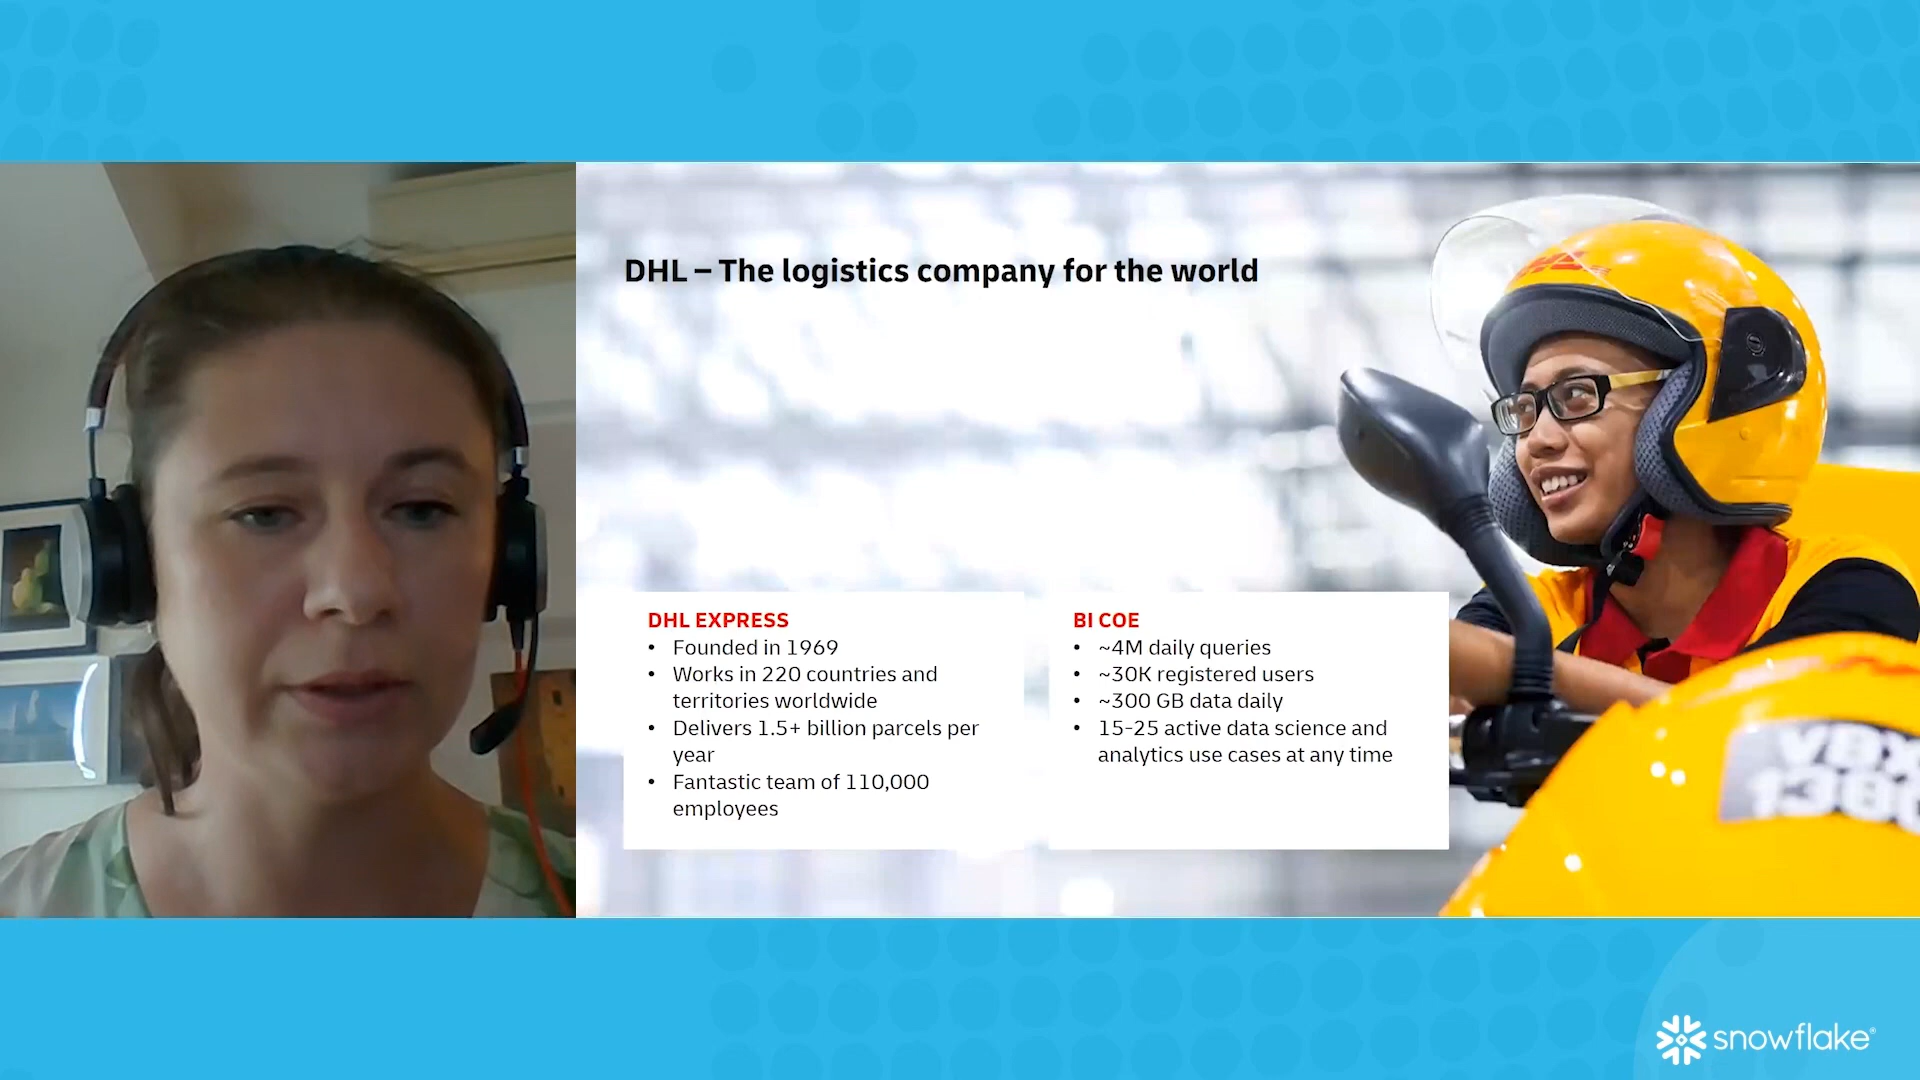 DHL – The logistics company for the world
DHL EXPRESS
• Founded in 1969
• Works in 220 countries and
territories worldwide
• Delivers 1.5+ billion parcels per
year
• Fantastic team of 110,000
employees
BI COE
• ~4M daily queries
• ~30K registered users
• ~300 GB data daily
• 15-25 active data science and
analytics use cases at any time
DHL
snowflake®